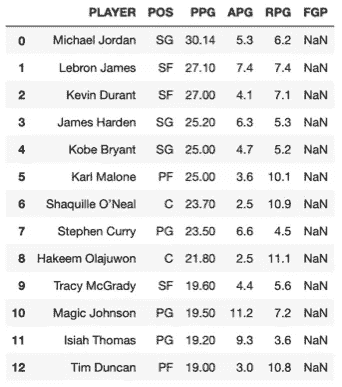 PLAYER POS PPG APG RPG FGP
0 Michael Jordan SG 30.14 5.3 6.2 NaN
1 Lebron James SF 27.10 7.4 7.4 NaN
2 Kevin Durant SF 27.00 4.1 7.1 NaN
3 James Harden SG 25.20 6.3 5.3 NaN
4 Kobe Bryant SG 25.00 4.7 5.2 NaN
5 Karl Malone PF 25.00 3.6 10.1 NaN
6 Shaquille O'Neal C 23.70 2.5 10.9 NaN
7 Stephen Curry PG 23.50 6.6 4.5 NaN
8 Hakeem Olajuwon C 21.80 2.5 11.1 NaN
9 Tracy McGrady SF 19.60 4.4 5.6 NaN
10 Magic Johnson PG 19.50 11.2 7.2 NaN
11 Isiah Thomas PG 19.20 9.3 3.6 NaN
12 Tim Duncan PF 19.00 3.0 10.8 NaN